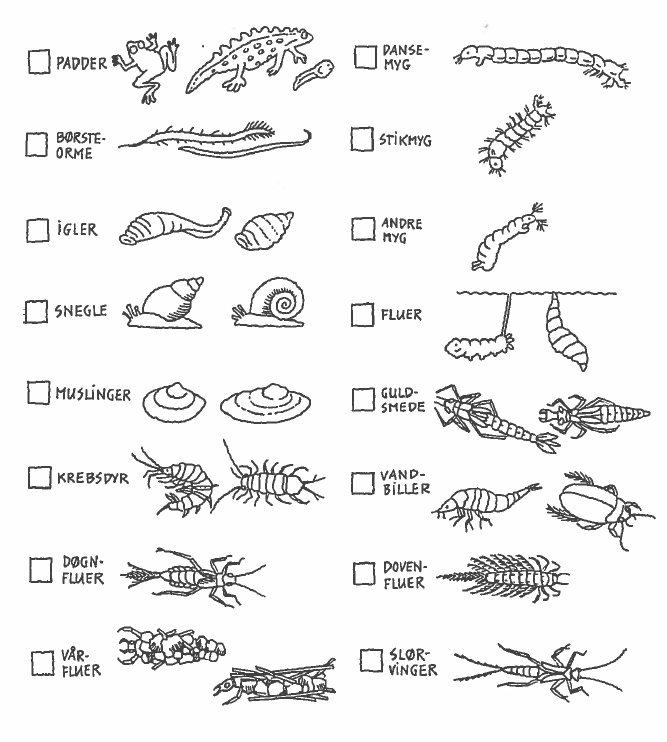 PADDER
BØRSTE-
ORME
IGLER
SNEGLE
MUSLINGER
KREBSDYR
DØGN-
FLUER
VÅR-
FLUER
DANSE-
MYG
STIKMYG
ANDRE
MYG
FLUER
GULD-
SMEDE
VAND-
BILLER
DOVEN-
FLUER
SLØR-
VINGER